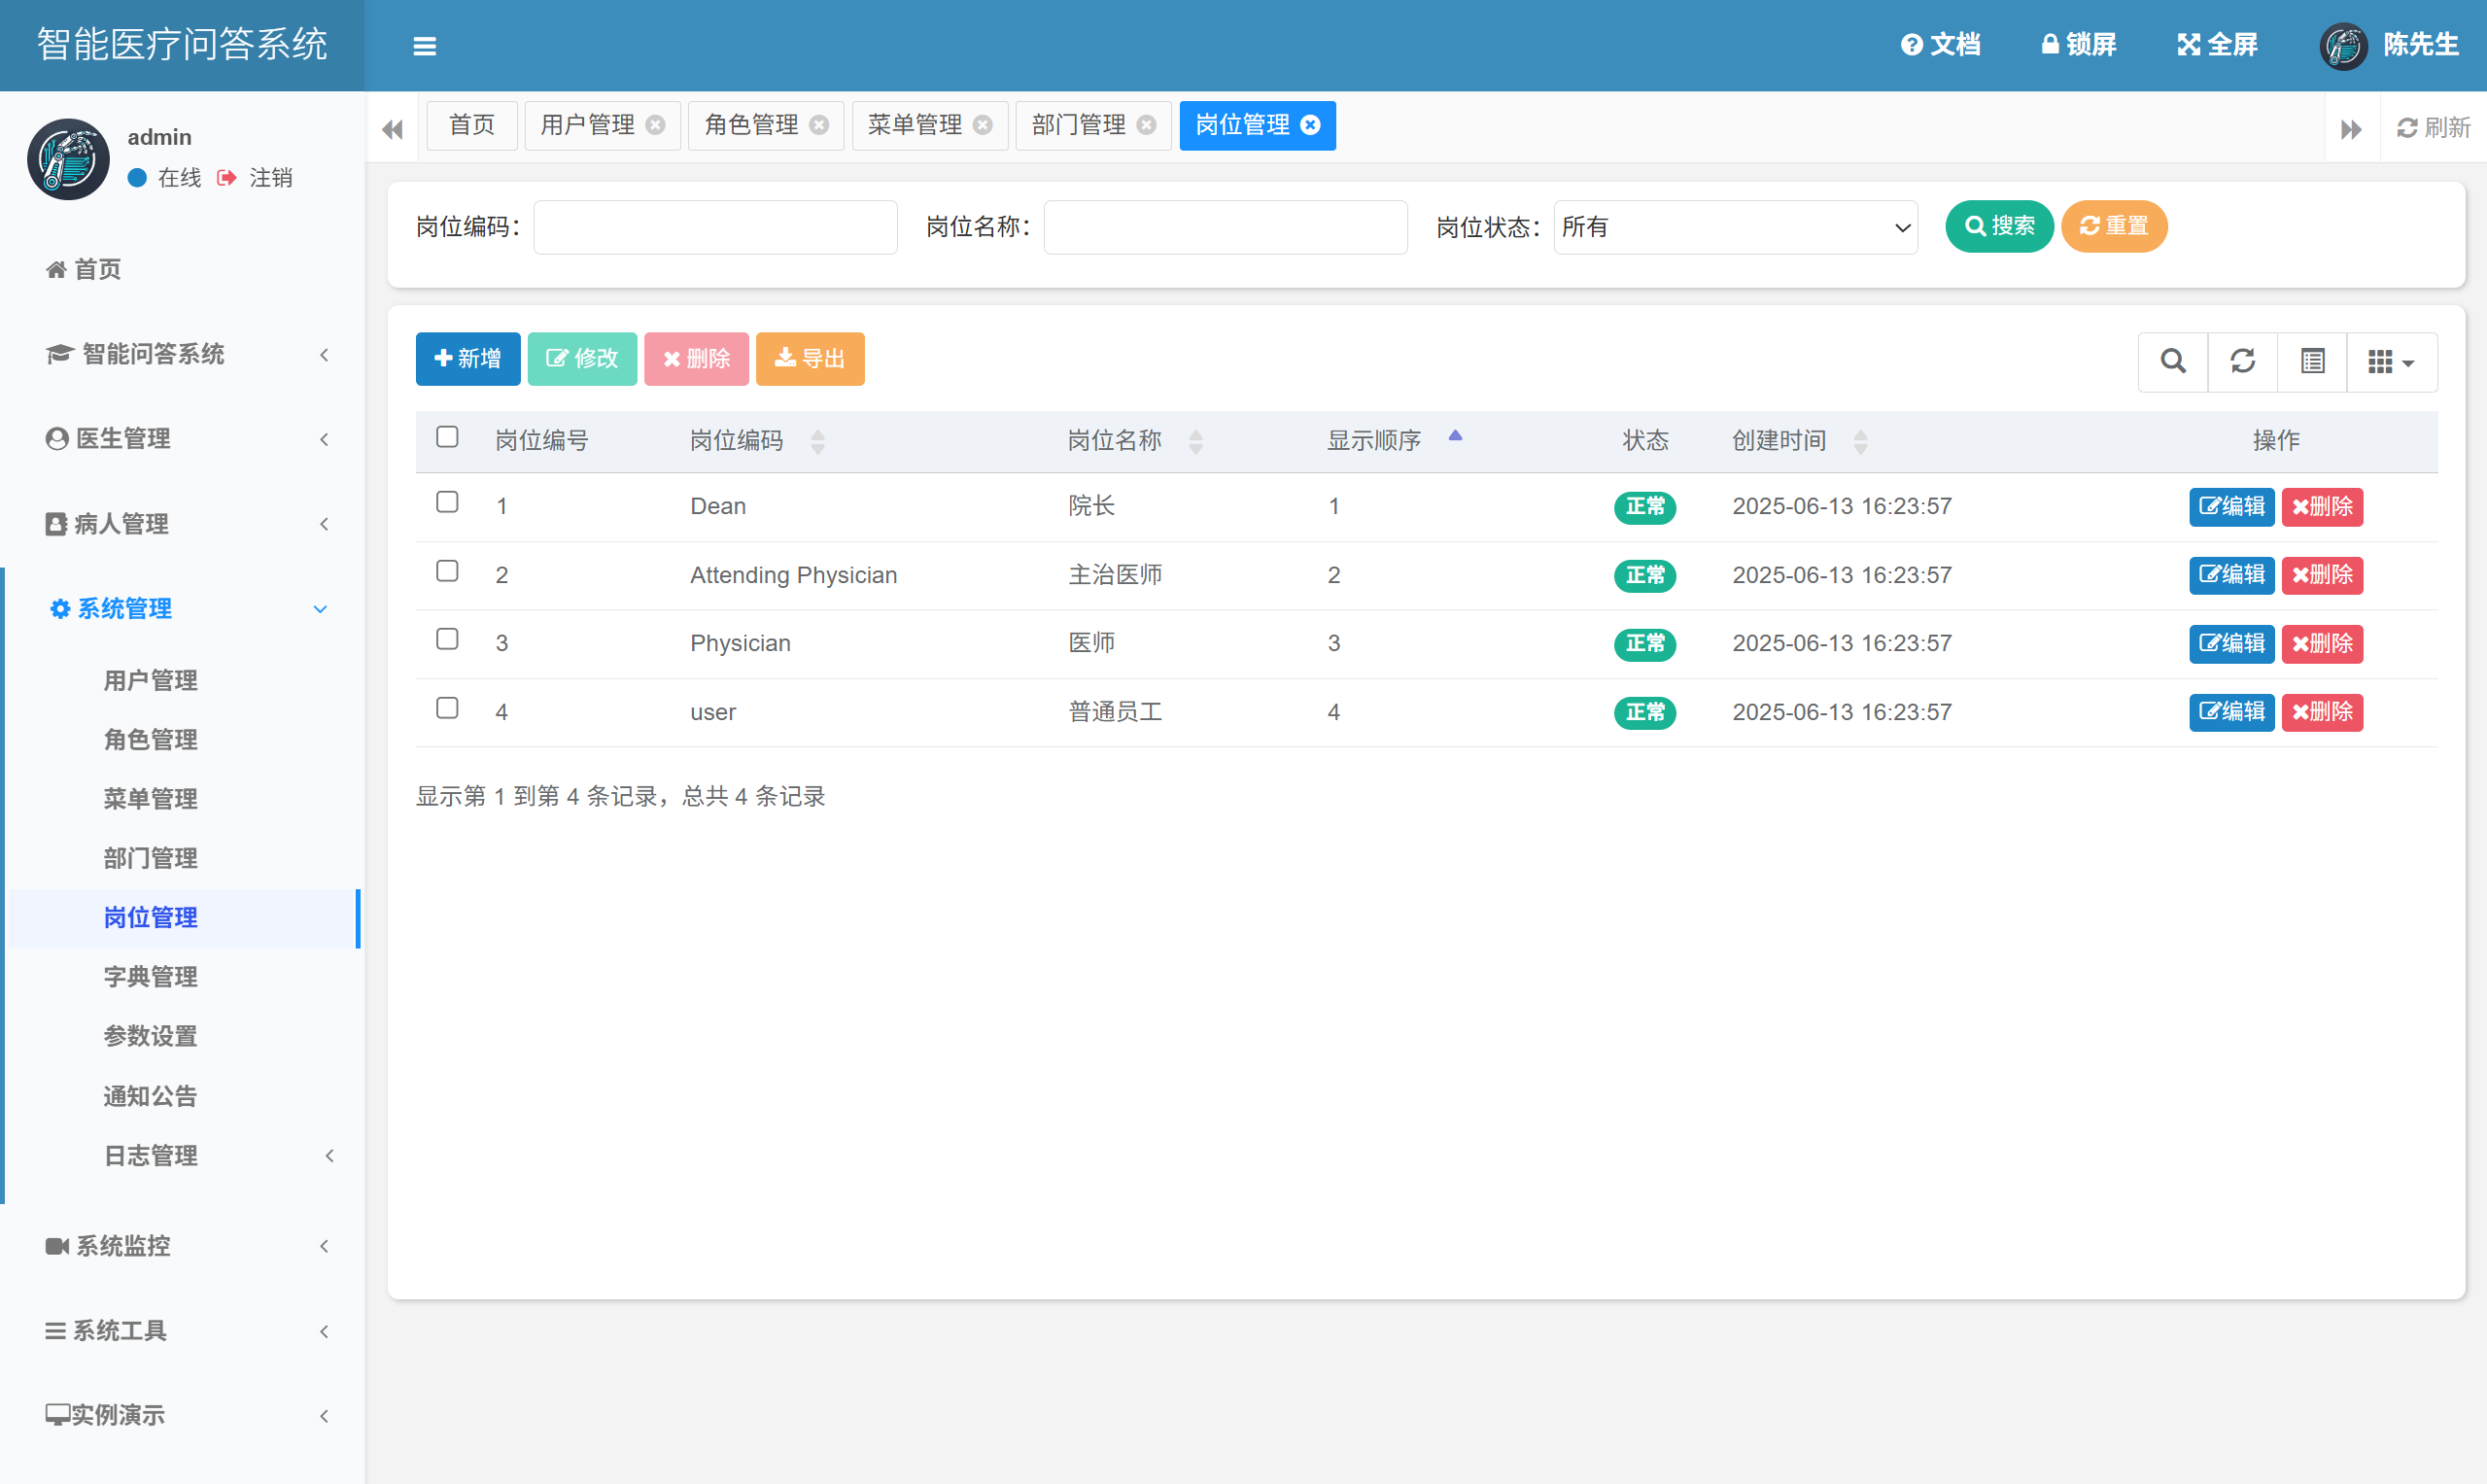 智能医疗问答系统
文档 锁屏 全屏 陈先生
admin
在线 注销
首页 用户管理 角色管理 菜单管理 部门管理 岗位管理 刷新
岗位编码： 岗位名称： 岗位状态： 所有 搜索 重置
首页
智能问答系统
医生管理
病人管理
系统管理
用户管理
角色管理
菜单管理
部门管理
岗位管理
字典管理
参数设置
通知公告
日志管理
系统监控
系统工具
实例演示
新增 修改 删除 导出
岗位编号 岗位编码 岗位名称 显示顺序 状态 创建时间 操作
1 Dean 院长 1 正常 2025-06-13 16:23:57 编辑 删除
2 Attending Physician 主治医师 2 正常 2025-06-13 16:23:57 编辑 删除
3 Physician 医师 3 正常 2025-06-13 16:23:57 编辑 删除
4 user 普通员工 4 正常 2025-06-13 16:23:57 编辑 删除
显示第 1 到第 4 条记录，总共 4 条记录